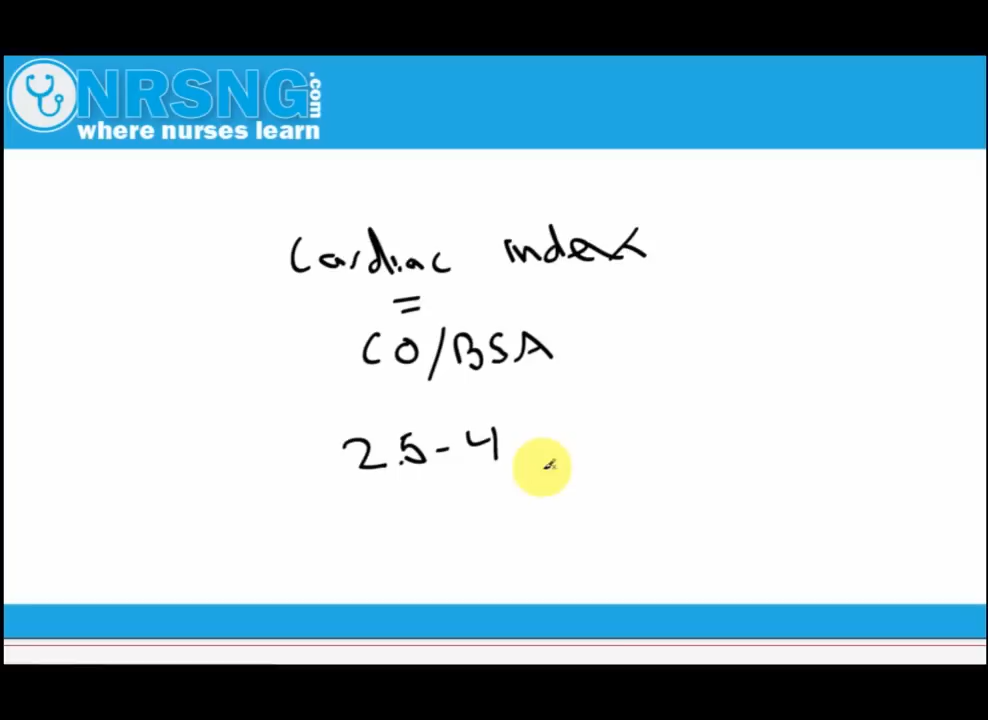 NRSNG.com
where nurses learn
Cardiac index
=
CO/BSA
2.5-4